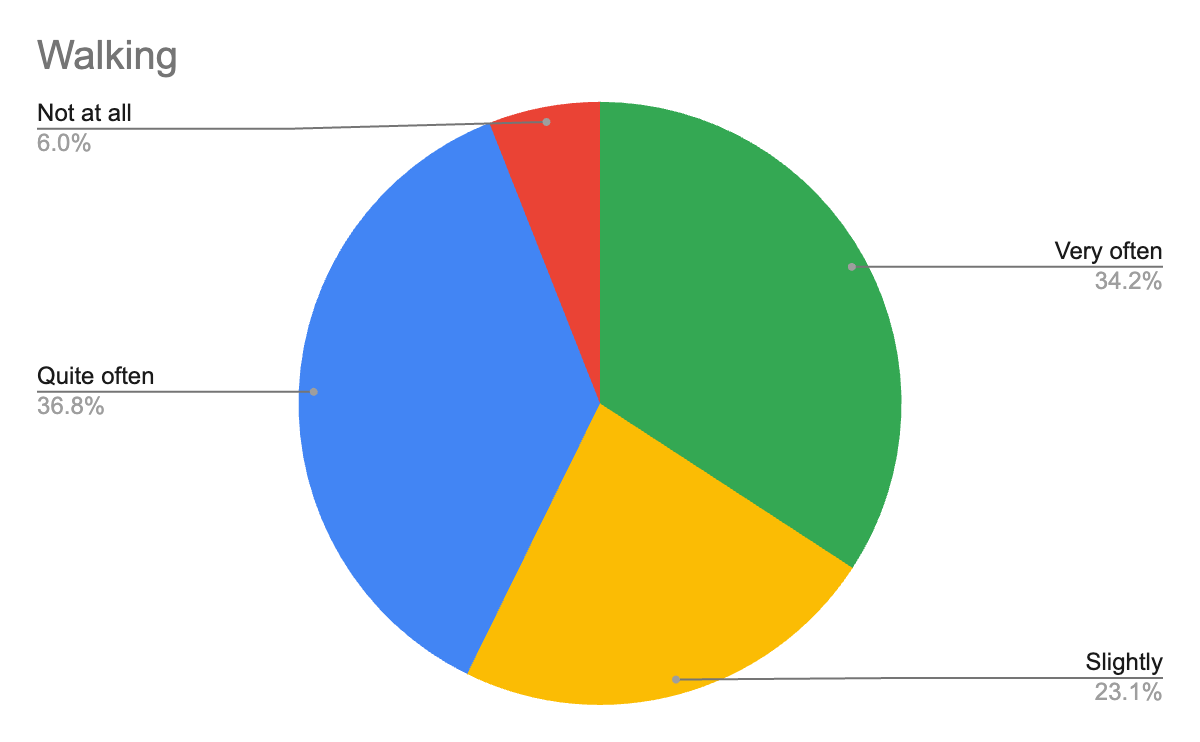 Walking
Not at all
6.0%
Very often
34.2%
Quite often
36.8%
Slightly
23.1%